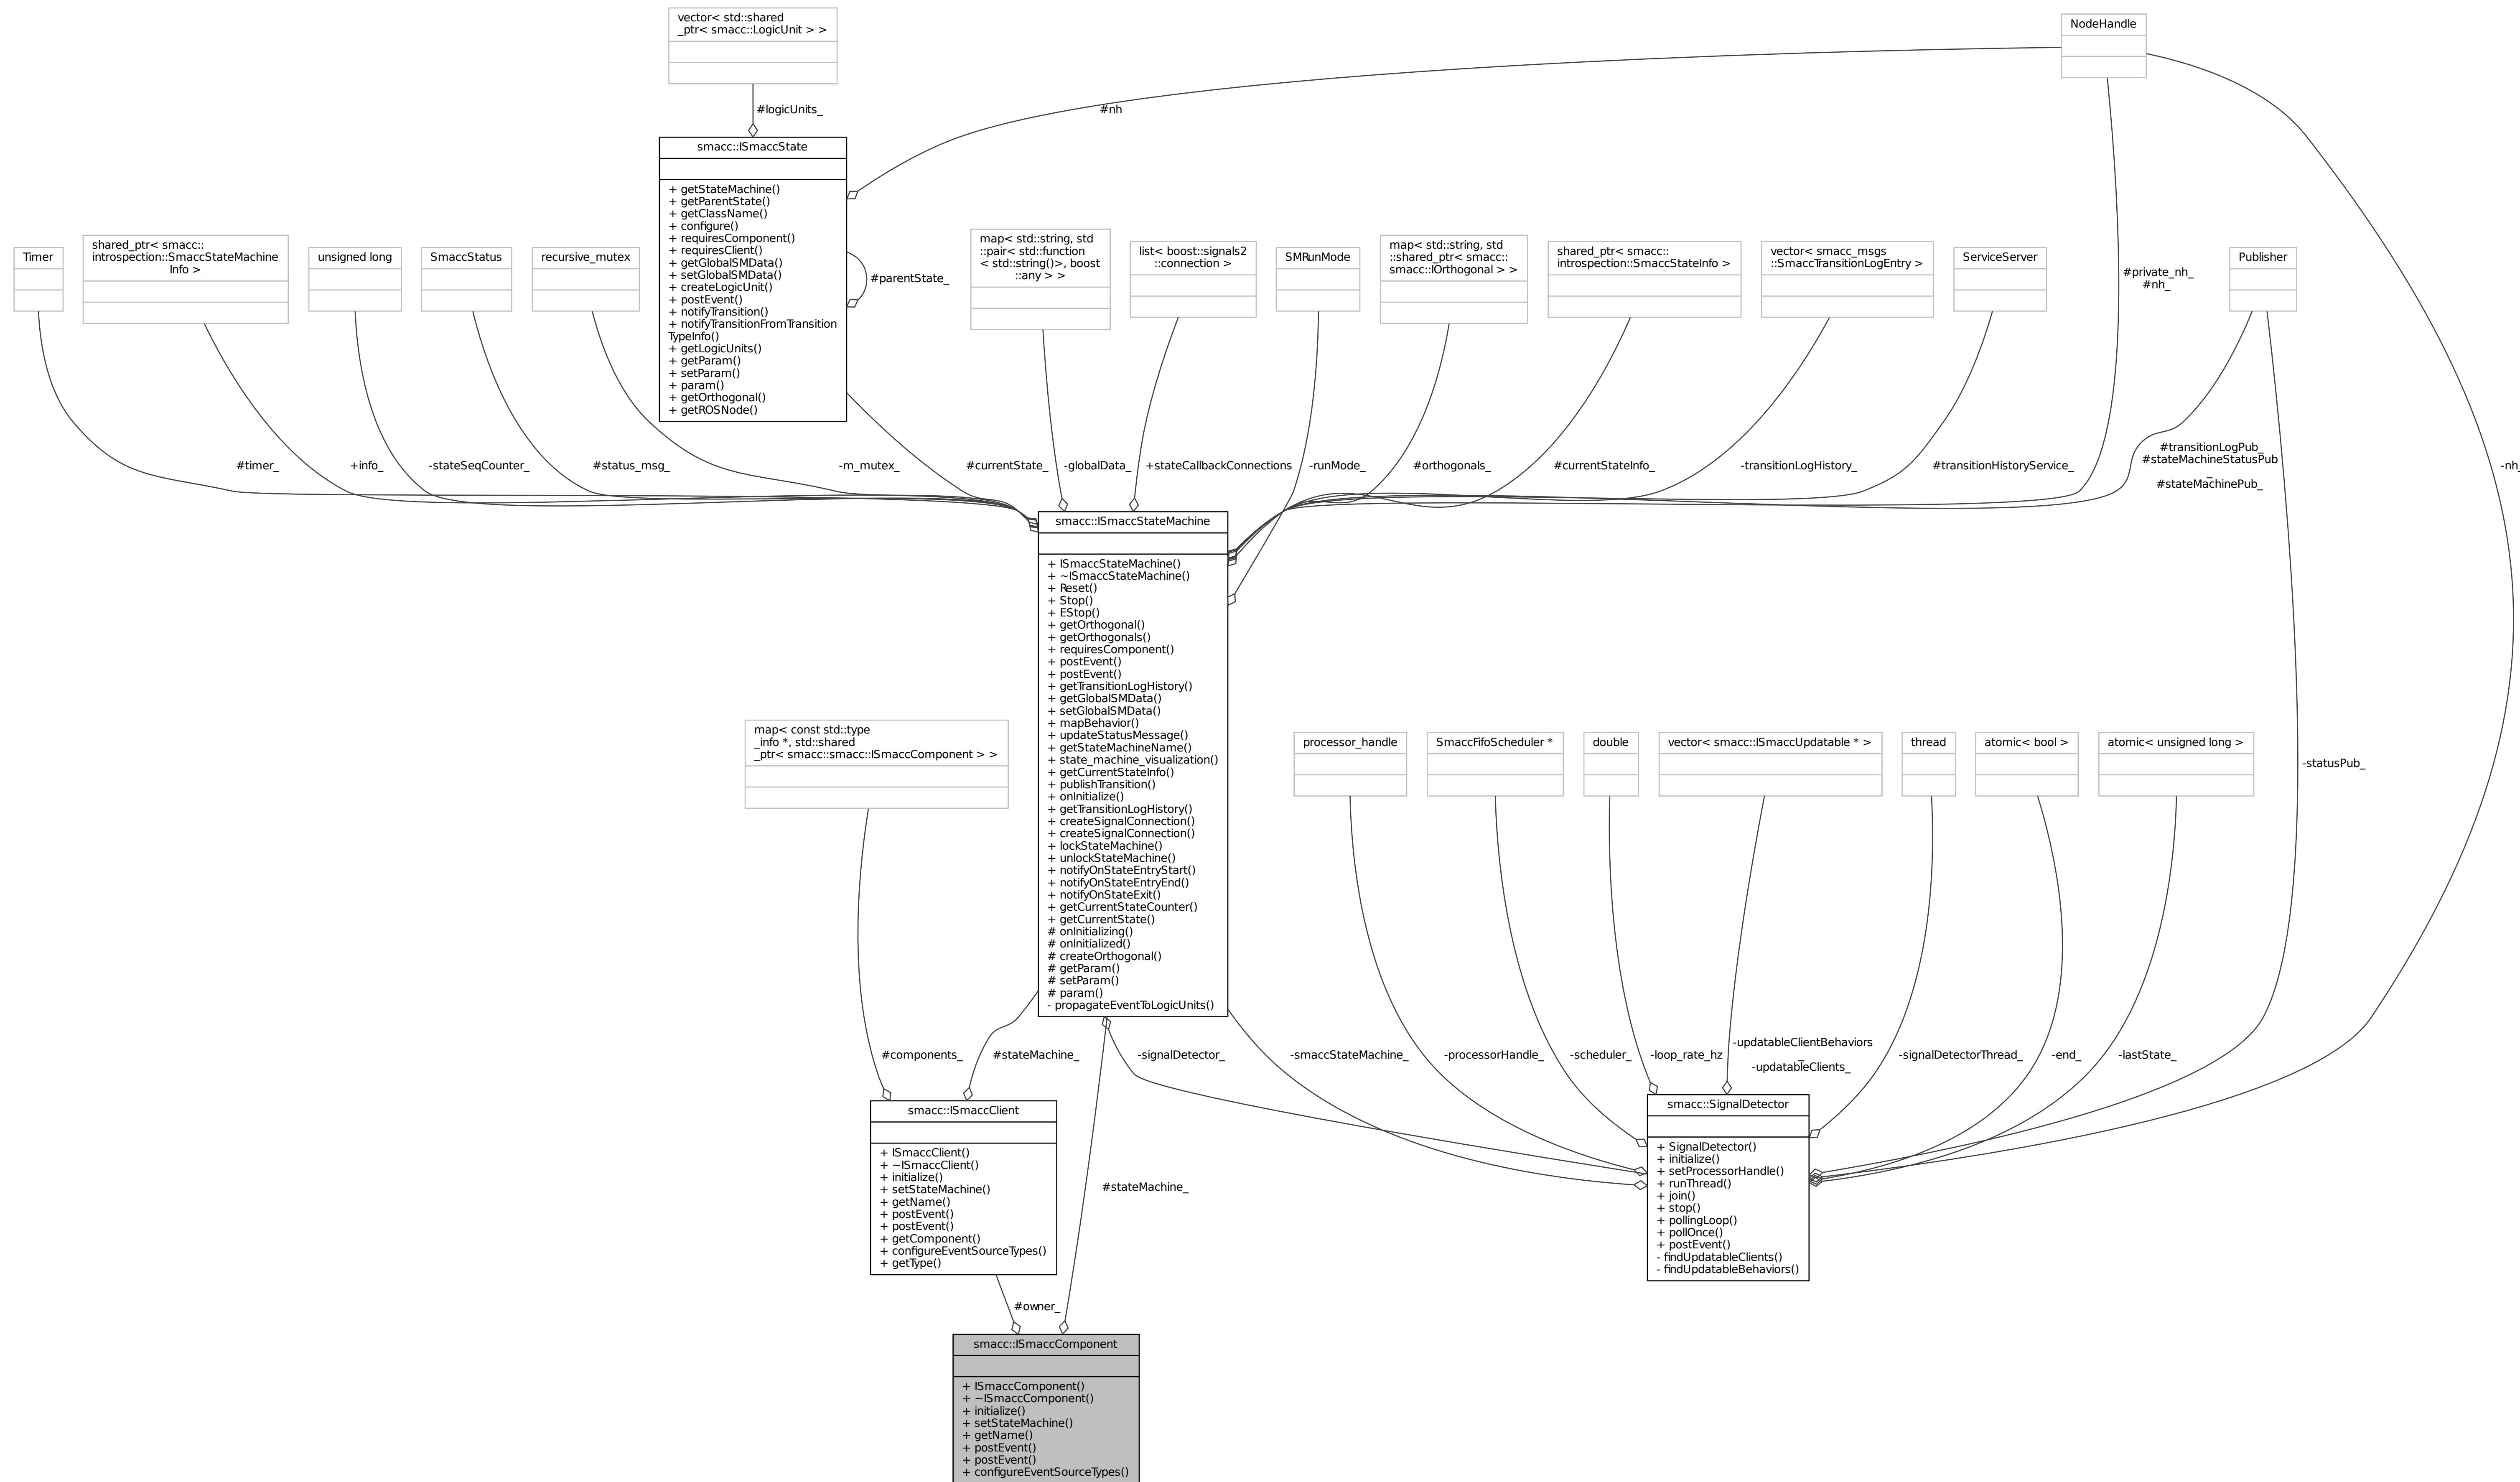 vector< std::shared
_ptr< smacc::LogicUnit > >
NodeHandle
#logicUnits_
#nh
smacc::ISmaccState
+ getStateMachine()
+ getParentState()
+ getClassName()
+ configure()
+ requiresComponent()
+ requiresClient()
+ getGlobalSMData()
+ setGlobalSMData()
+ createLogicUnit()
+ postEvent()
+ notifyTransition()
+ notifyTransitionFromTransition
TypeInfo()
+ getLogicUnits()
+ getParam()
+ setParam()
+ param()
+ getOrthogonal()
+ getROSNode()
#parentState_
Timer
shared_ptr< smacc::
introspection::SmaccStateMachine
Info >
unsigned long
SmaccStatus
recursive_mutex
map< std::string, std
::pair< std::function
< std::string()>, boost
::any > >
list< boost::signals2
::connection >
SMRunMode
map< std::string, std
::shared_ptr< smacc::
smacc::IOrthogonal > >
shared_ptr< smacc::
introspection::SmaccStateInfo >
vector< smacc_msgs
::SmaccTransitionLogEntry >
ServiceServer
#private_nh_
#nh_
Publisher
#timer_
+info_
-stateSeqCounter_
#status_msg_
-m_mutex_
#currentState_
-globalData_
+stateCallbackConnections
-runMode_
#orthogonals_
#currentStateInfo_
-transitionLogHistory_
#transitionHistoryService_
#transitionLogPub_
#stateMachineStatusPub
_
#stateMachinePub_
-nh_
smacc::ISmaccStateMachine
+ ISmaccStateMachine()
+ ~ISmaccStateMachine()
+ Reset()
+ Stop()
+ EStop()
+ getOrthogonal()
+ getOrthogonals()
+ requiresComponent()
+ postEvent()
+ postEvent()
+ getTransitionLogHistory()
+ getGlobalSMData()
+ setGlobalSMData()
+ mapBehavior()
+ updateStatusMessage()
+ getStateMachineName()
+ state_machine_visualization()
+ getCurrentStateInfo()
+ publishTransition()
+ onInitialize()
+ getTransitionLogHistory()
+ createSignalConnection()
+ createSignalConnection()
+ lockStateMachine()
+ unlockStateMachine()
+ notifyOnStateEntryStart()
+ notifyOnStateEntryEnd()
+ notifyOnStateExit()
+ getCurrentStateCounter()
+ getCurrentState()
# onInitializing()
# onInitialized()
# createOrthogonal()
# getParam()
# setParam()
# param()
- propagateEventToLogicUnits()
map< const std::type
_info *, std::shared
_ptr< smacc::smacc::ISmaccComponent > >
processor_handle
SmaccFifoScheduler *
double
vector< smacc::ISmaccUpdatable * >
thread
atomic< bool >
atomic< unsigned long >
-statusPub_
#components_
#stateMachine_
-signalDetector_
-smaccStateMachine_
-processorHandle_
-scheduler_
-loop_rate_hz
-updatableClientBehaviors
_
-updatableClients_
-signalDetectorThread_
-end_
-lastState_
smacc::ISmaccClient
+ ISmaccClient()
+ ~ISmaccClient()
+ initialize()
+ setStateMachine()
+ getName()
+ postEvent()
+ postEvent()
+ getComponent()
+ configureEventSourceTypes()
+ getType()
#stateMachine_
smacc::SignalDetector
+ SignalDetector()
+ initialize()
+ setProcessorHandle()
+ runThread()
+ join()
+ stop()
+ pollingLoop()
+ pollOnce()
+ postEvent()
- findUpdatableClients()
- findUpdatableBehaviors()
#owner_
smacc::ISmaccComponent
+ ISmaccComponent()
+ ~ISmaccComponent()
+ initialize()
+ setStateMachine()
+ getName()
+ postEvent()
+ postEvent()
+ configureEventSourceTypes()